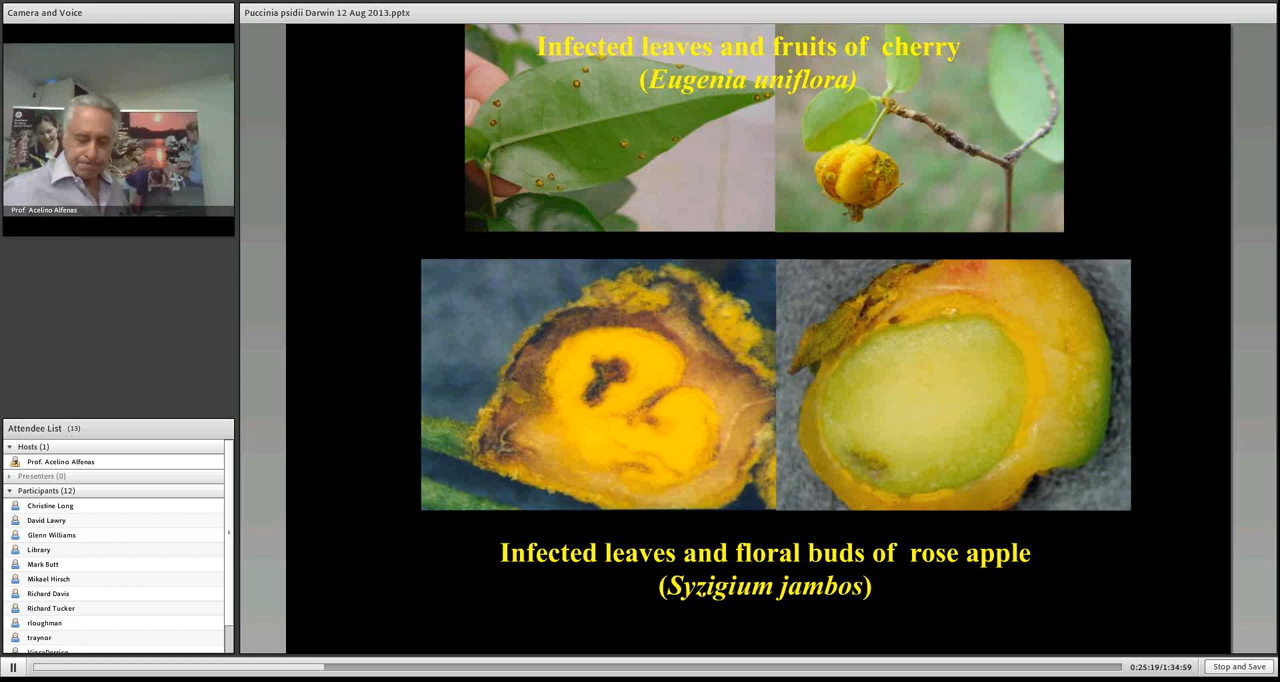 Camera and Voice
Puccinia psidii Darwin 12 Aug 2013.pptx
Prof. Acelino Alfenas
Infected leaves and fruits of cherry
(Eugenia uniflora)
Infected leaves and floral buds of rose apple
(Syzigium jambos)
Attendee List (13)
Hosts (1)
Prof. Acelino Alfenas
Presenters (0)
Participants (12)
Christine Long
David Lawry
Glenn Williams
Library
Mark Butt
Mikael Hirsch
Richard Davis
Richard Tucker
rloughman
traynor
0:25:19/1:34:59
Stop and Save